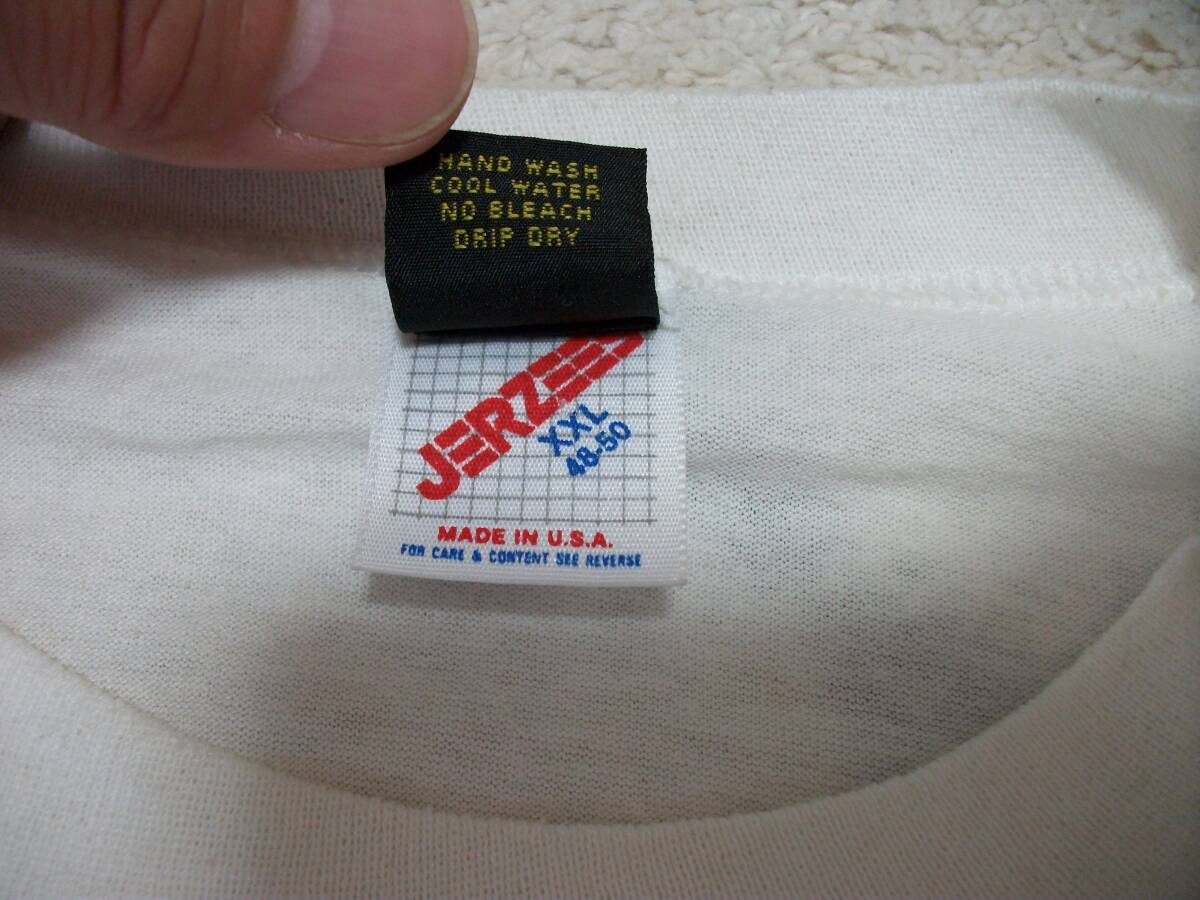 HAND WASH
COOL WATER
NO BLEACH
DRIP DRY
JERZEES
XXL
48-50
MADE IN U.S.A.
FOR CARE & CONTENT SEE REVERSE